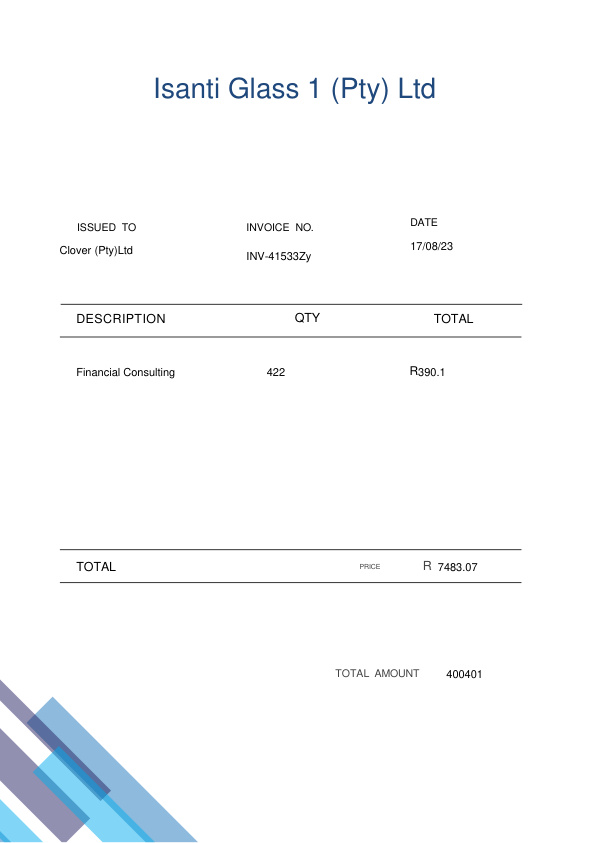 Isanti Glass 1 (Pty) Ltd
ISSUED TO
Clover (Pty)Ltd
INVOICE NO.
INV-41533Zy
DATE
17/08/23
DESCRIPTION QTY TOTAL
Financial Consulting 422 R390.1
TOTAL PRICE R 7483.07
TOTAL AMOUNT 400401